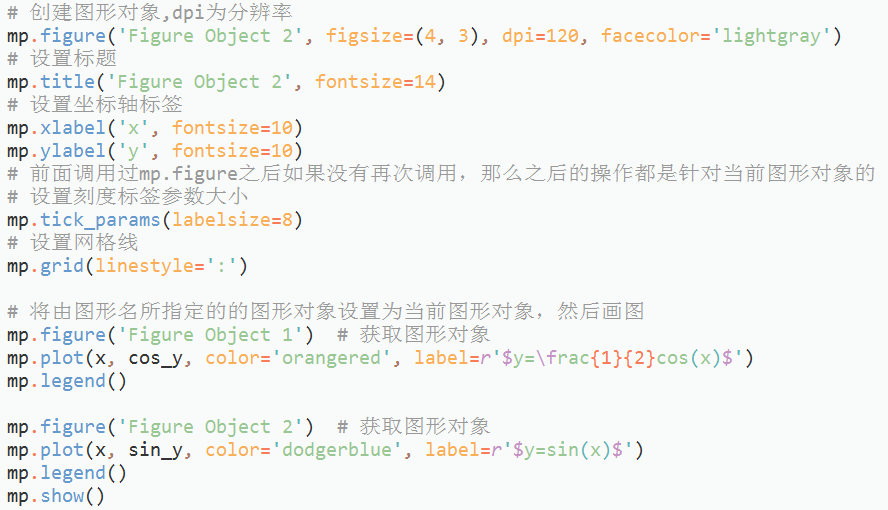 # 创建图形对象,dpi为分辨率
mp.figure('Figure Object 2', figsize=(4, 3), dpi=120, facecolor='lightgray')
# 设置标题
mp.title('Figure Object 2', fontsize=14)
# 设置坐标轴标签
mp.xlabel('x', fontsize=10)
mp.ylabel('y', fontsize=10)
# 前面调用过mp.figure之后如果没有再次调用，那么之后的操作都是针对当前图形对象的
# 设置刻度标签参数大小
mp.tick_params(labelsize=8)
# 设置网格线
mp.grid(linestyle=':')

# 将由图形名所指定的的图形对象设置为当前图形对象，然后画图
mp.figure('Figure Object 1')  # 获取图形对象
mp.plot(x, cos_y, color='orangered', label=r'$y=\frac{1}{2}cos(x)$')
mp.legend()

mp.figure('Figure Object 2')  # 获取图形对象
mp.plot(x, sin_y, color='dodgerblue', label=r'$y=sin(x)$')
mp.legend()
mp.show()